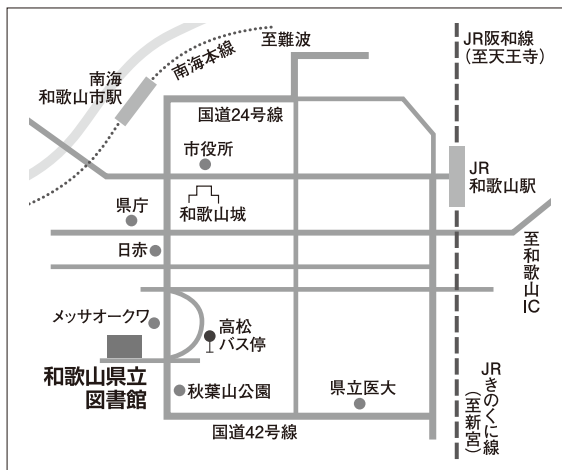 至難波
JR阪和線
(至天王寺)
南海本線
南海
和歌山市駅
国道24号線
市役所
JR
和歌山駅
県庁
和歌山城
日赤
至和歌山IC
メッサオークワ
高松
バス停
和歌山県立
図書館
秋葉山公園
県立医大
JRきのくに線
(至新宮)
国道42号線